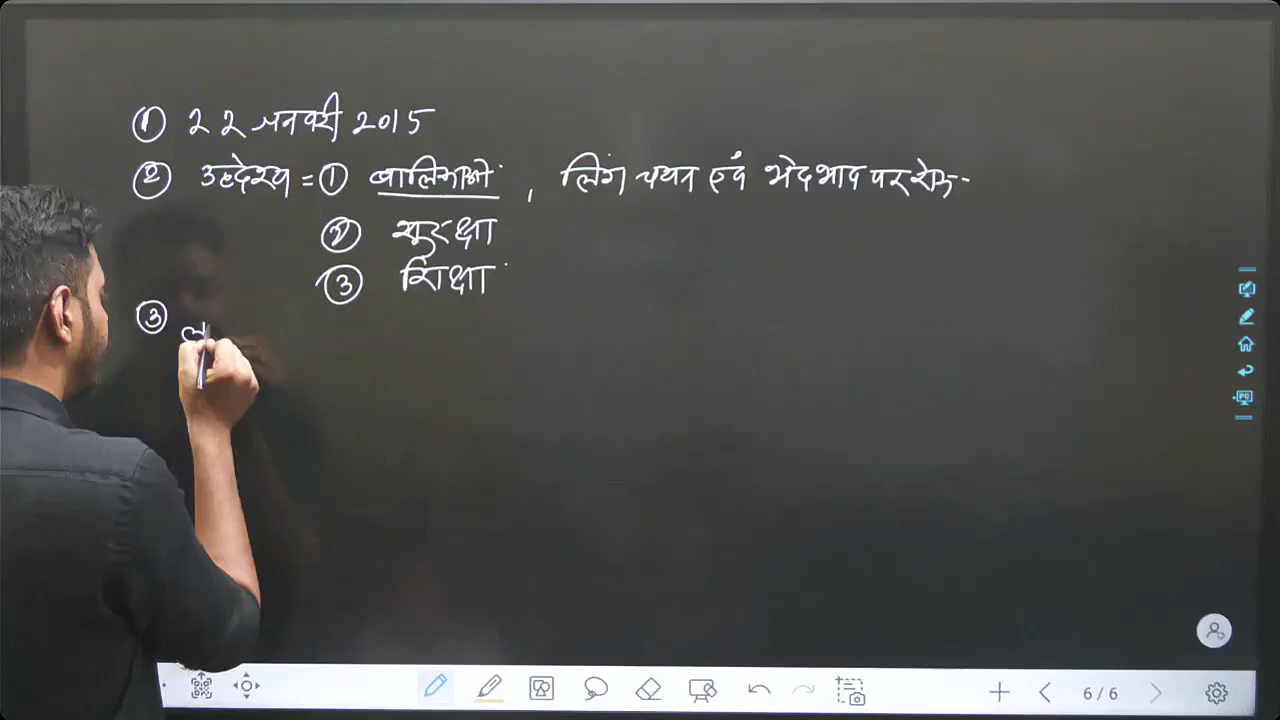 ① 22 जनवरी 2015
② उद्देश्य = ① बालिकाओं , लिंग चयन एवं भेदभाव पर रोक -
② सुरक्षा
③ शिक्षा
③ ल
6 / 6